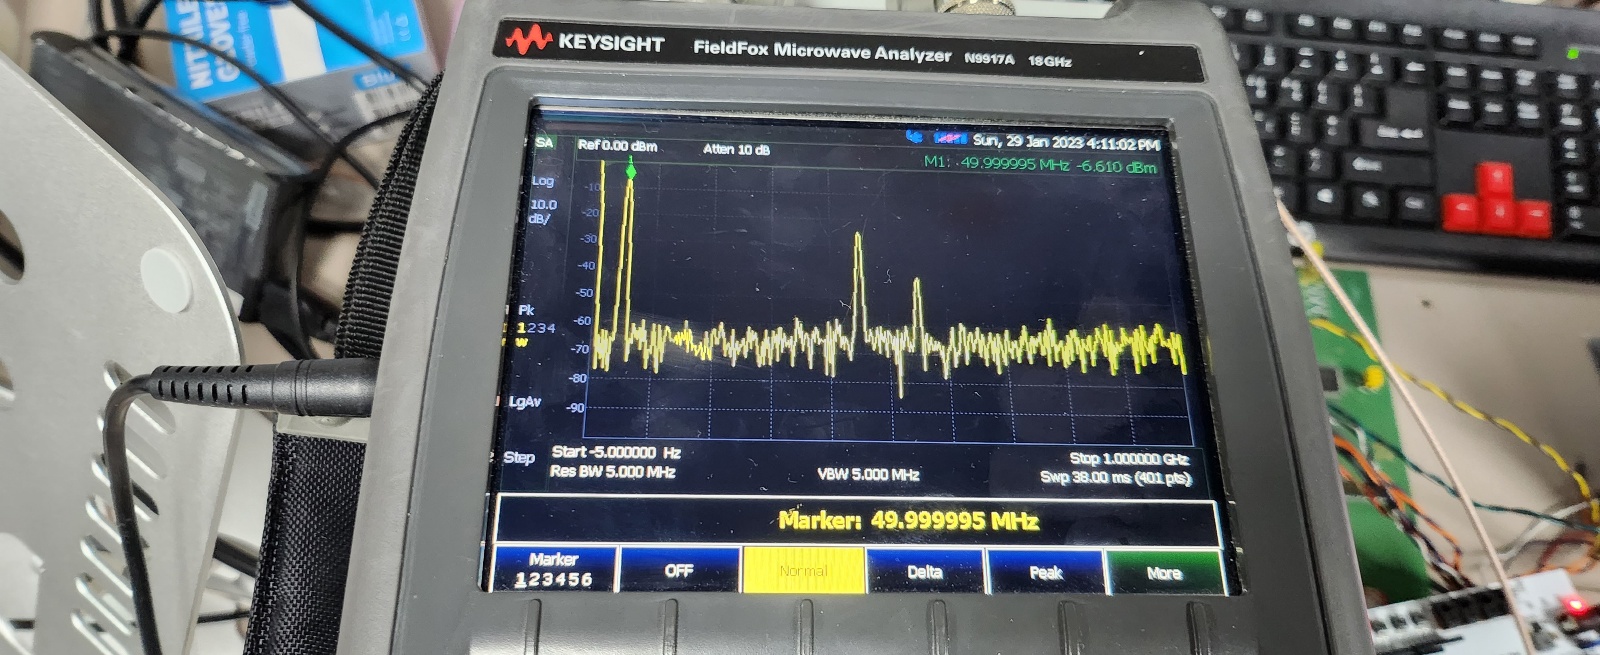 NITRILE
GLOVES
KEYSIGHT FieldFox Microwave Analyzer N9917A 18GHz
Sun, 29 Jan 2023 4:11:02 PM
SA Ref 0.00 dBm Atten 10 dB
M1: 49.999995 MHz -6.610 dBm
Log
10.0
dB/
-10
-20
-30
-40
-50
-60
-70
-80
-90
Pk
1234
W
LgAv
Step
Start -5.000000 Hz Stop 1.000000 GHz
Res BW 5.000 MHz VBW 5.000 MHz Swp 38.00 ms (401 pts)
Marker: 49.999995 MHz
Marker
123456
OFF Normal Delta Peak More